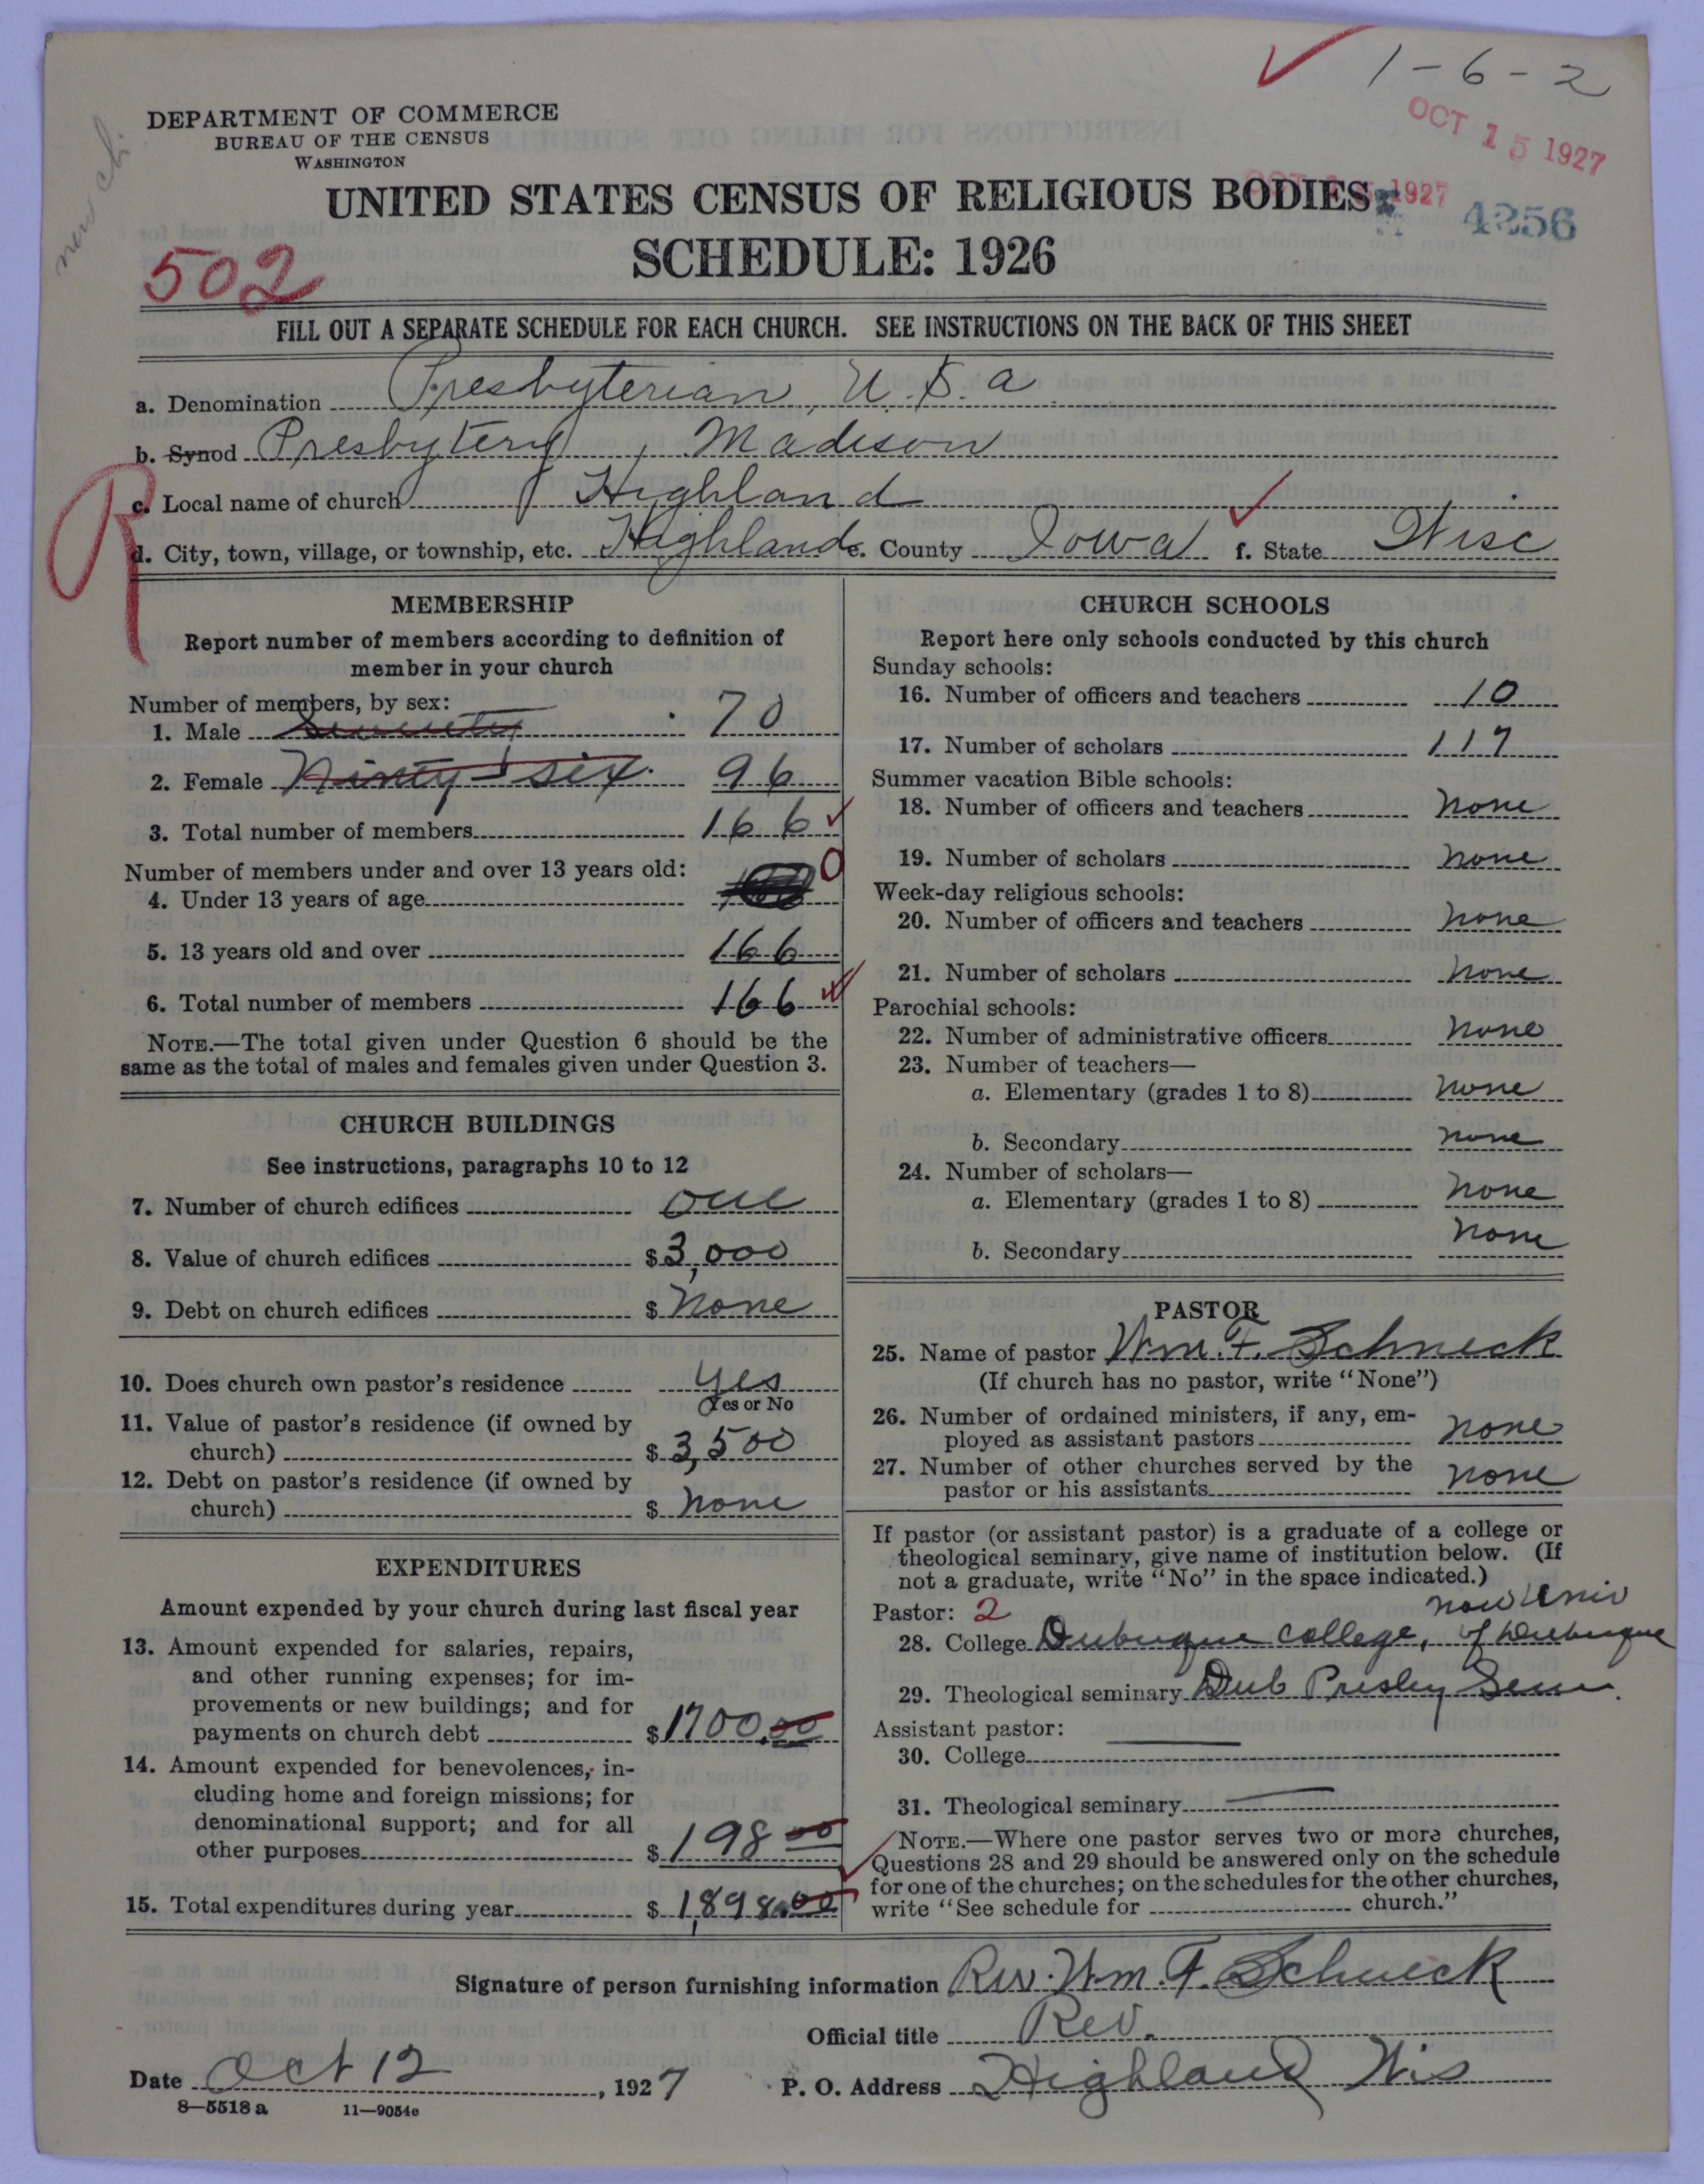 1-6-2
OCT 15 1927
DEPARTMENT OF COMMERCE
BUREAU OF THE CENSUS
WASHINGTON
new ch.
UNITED STATES CENSUS OF RELIGIOUS BODIES
1927
4256
SCHEDULE: 1926
502
FILL OUT A SEPARATE SCHEDULE FOR EACH CHURCH. SEE INSTRUCTIONS ON THE BACK OF THIS SHEET
a. Denomination Presbyterian, U.S.a
b. Synod Presbytery, Madison
c. Local name of church Highland
d. City, town, village, or township, etc. Highland e. County Iowa f. State Wisc
R
MEMBERSHIP
Report number of members according to definition of
member in your church
Number of members, by sex:
1. Male Seventy 70
2. Female Ninty six. 96
3. Total number of members 166
Number of members under and over 13 years old:
4. Under 13 years of age 0
5. 13 years old and over 166
6. Total number of members 166
NOTE.—The total given under Question 6 should be the
same as the total of males and females given under Question 3.
CHURCH BUILDINGS
See instructions, paragraphs 10 to 12
7. Number of church edifices one
8. Value of church edifices $3,000
9. Debt on church edifices $ None
10. Does church own pastor's residence yes
Yes or No
11. Value of pastor's residence (if owned by
church) $3,500
12. Debt on pastor's residence (if owned by
church) $ None
EXPENDITURES
Amount expended by your church during last fiscal year
13. Amount expended for salaries, repairs,
and other running expenses; for im-
provements or new buildings; and for
payments on church debt $1700.00
14. Amount expended for benevolences, in-
cluding home and foreign missions; for
denominational support; and for all
other purposes $198 00
15. Total expenditures during year $1,898.00
CHURCH SCHOOLS
Report here only schools conducted by this church
Sunday schools:
16. Number of officers and teachers 10
17. Number of scholars 117
Summer vacation Bible schools:
18. Number of officers and teachers None
19. Number of scholars None
Week-day religious schools:
20. Number of officers and teachers None
21. Number of scholars None
Parochial schools:
22. Number of administrative officers None
23. Number of teachers—
a. Elementary (grades 1 to 8) None
b. Secondary None
24. Number of scholars—
a. Elementary (grades 1 to 8) None
b. Secondary None
PASTOR
25. Name of pastor Wm. F. Schneck
(If church has no pastor, write "None")
26. Number of ordained ministers, if any, em-
ployed as assistant pastors None
27. Number of other churches served by the
pastor or his assistants None
If pastor (or assistant pastor) is a graduate of a college or
theological seminary, give name of institution below. (If
not a graduate, write "No" in the space indicated.)
Pastor: 2 now Univ
28. College Dubuque College, of Dubuque
29. Theological seminary Dub Presby Sem.
Assistant pastor:
30. College
31. Theological seminary
NOTE.—Where one pastor serves two or more churches,
Questions 28 and 29 should be answered only on the schedule
for one of the churches; on the schedules for the other churches,
write "See schedule for church."
Signature of person furnishing information Rev. Wm. F. Schneck
Official title Rev.
Date Oct 12, 1927 P. O. Address Highland Wis
8—5518 a 11—9054e